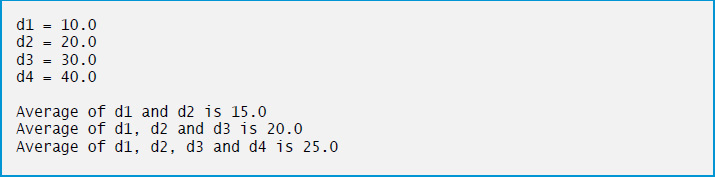 d1 = 10.0
d2 = 20.0
d3 = 30.0
d4 = 40.0
Average of d1 and d2 is 15.0
Average of d1, d2 and d3 is 20.0
Average of d1, d2, d3 and d4 is 25.0